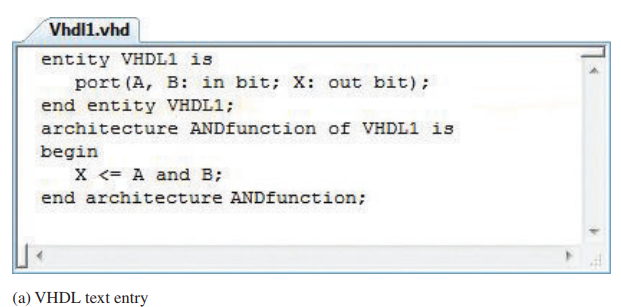 Vhdl1.vhd
entity VHDL1 is
port(A, B: in bit; X: out bit);
end entity VHDL1;
architecture ANDfunction of VHDL1 is
begin
X <= A and B;
end architecture ANDfunction;
(a) VHDL text entry